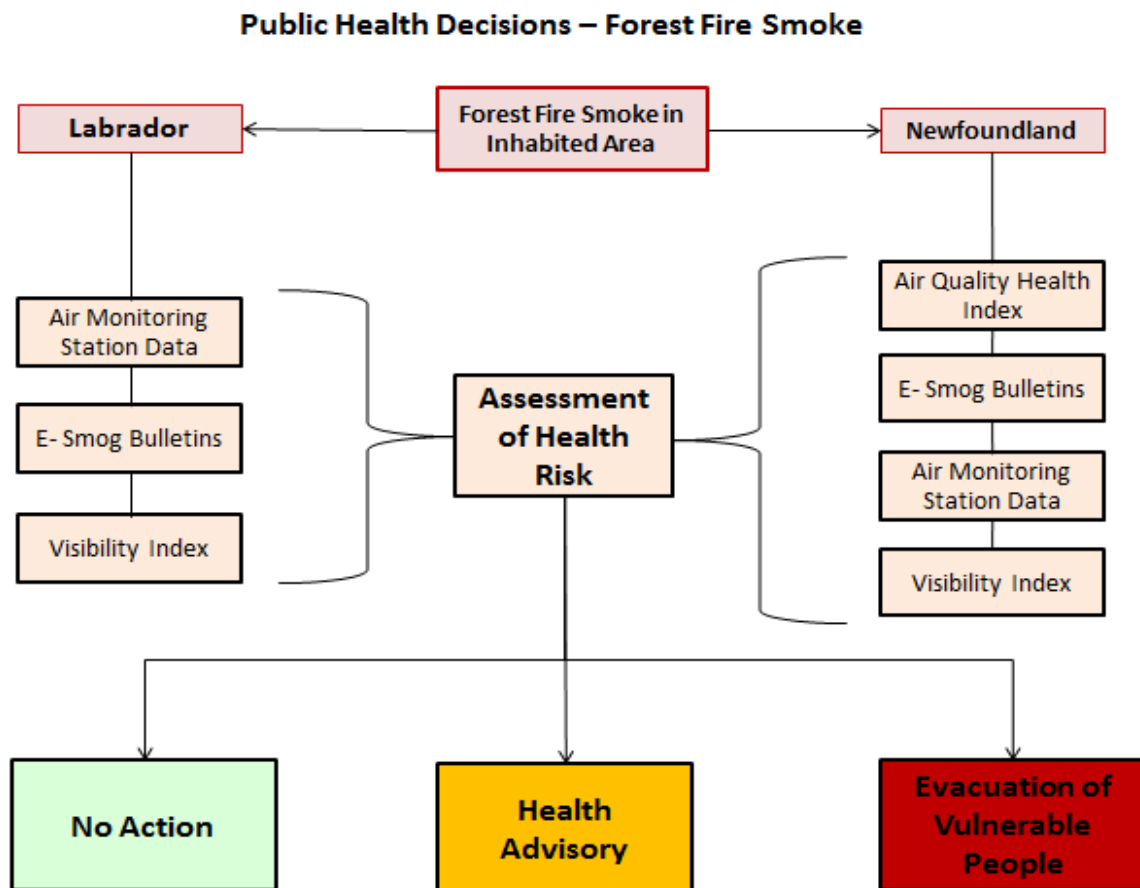 Public Health Decisions – Forest Fire Smoke
Labrador
Forest Fire Smoke in
Inhabited Area
Newfoundland
Air Monitoring
Station Data
E- Smog Bulletins
Visibility Index
Assessment
of Health
Risk
Air Quality Health
Index
E- Smog Bulletins
Air Monitoring
Station Data
Visibility Index
No Action
Health
Advisory
Evacuation of
Vulnerable
People